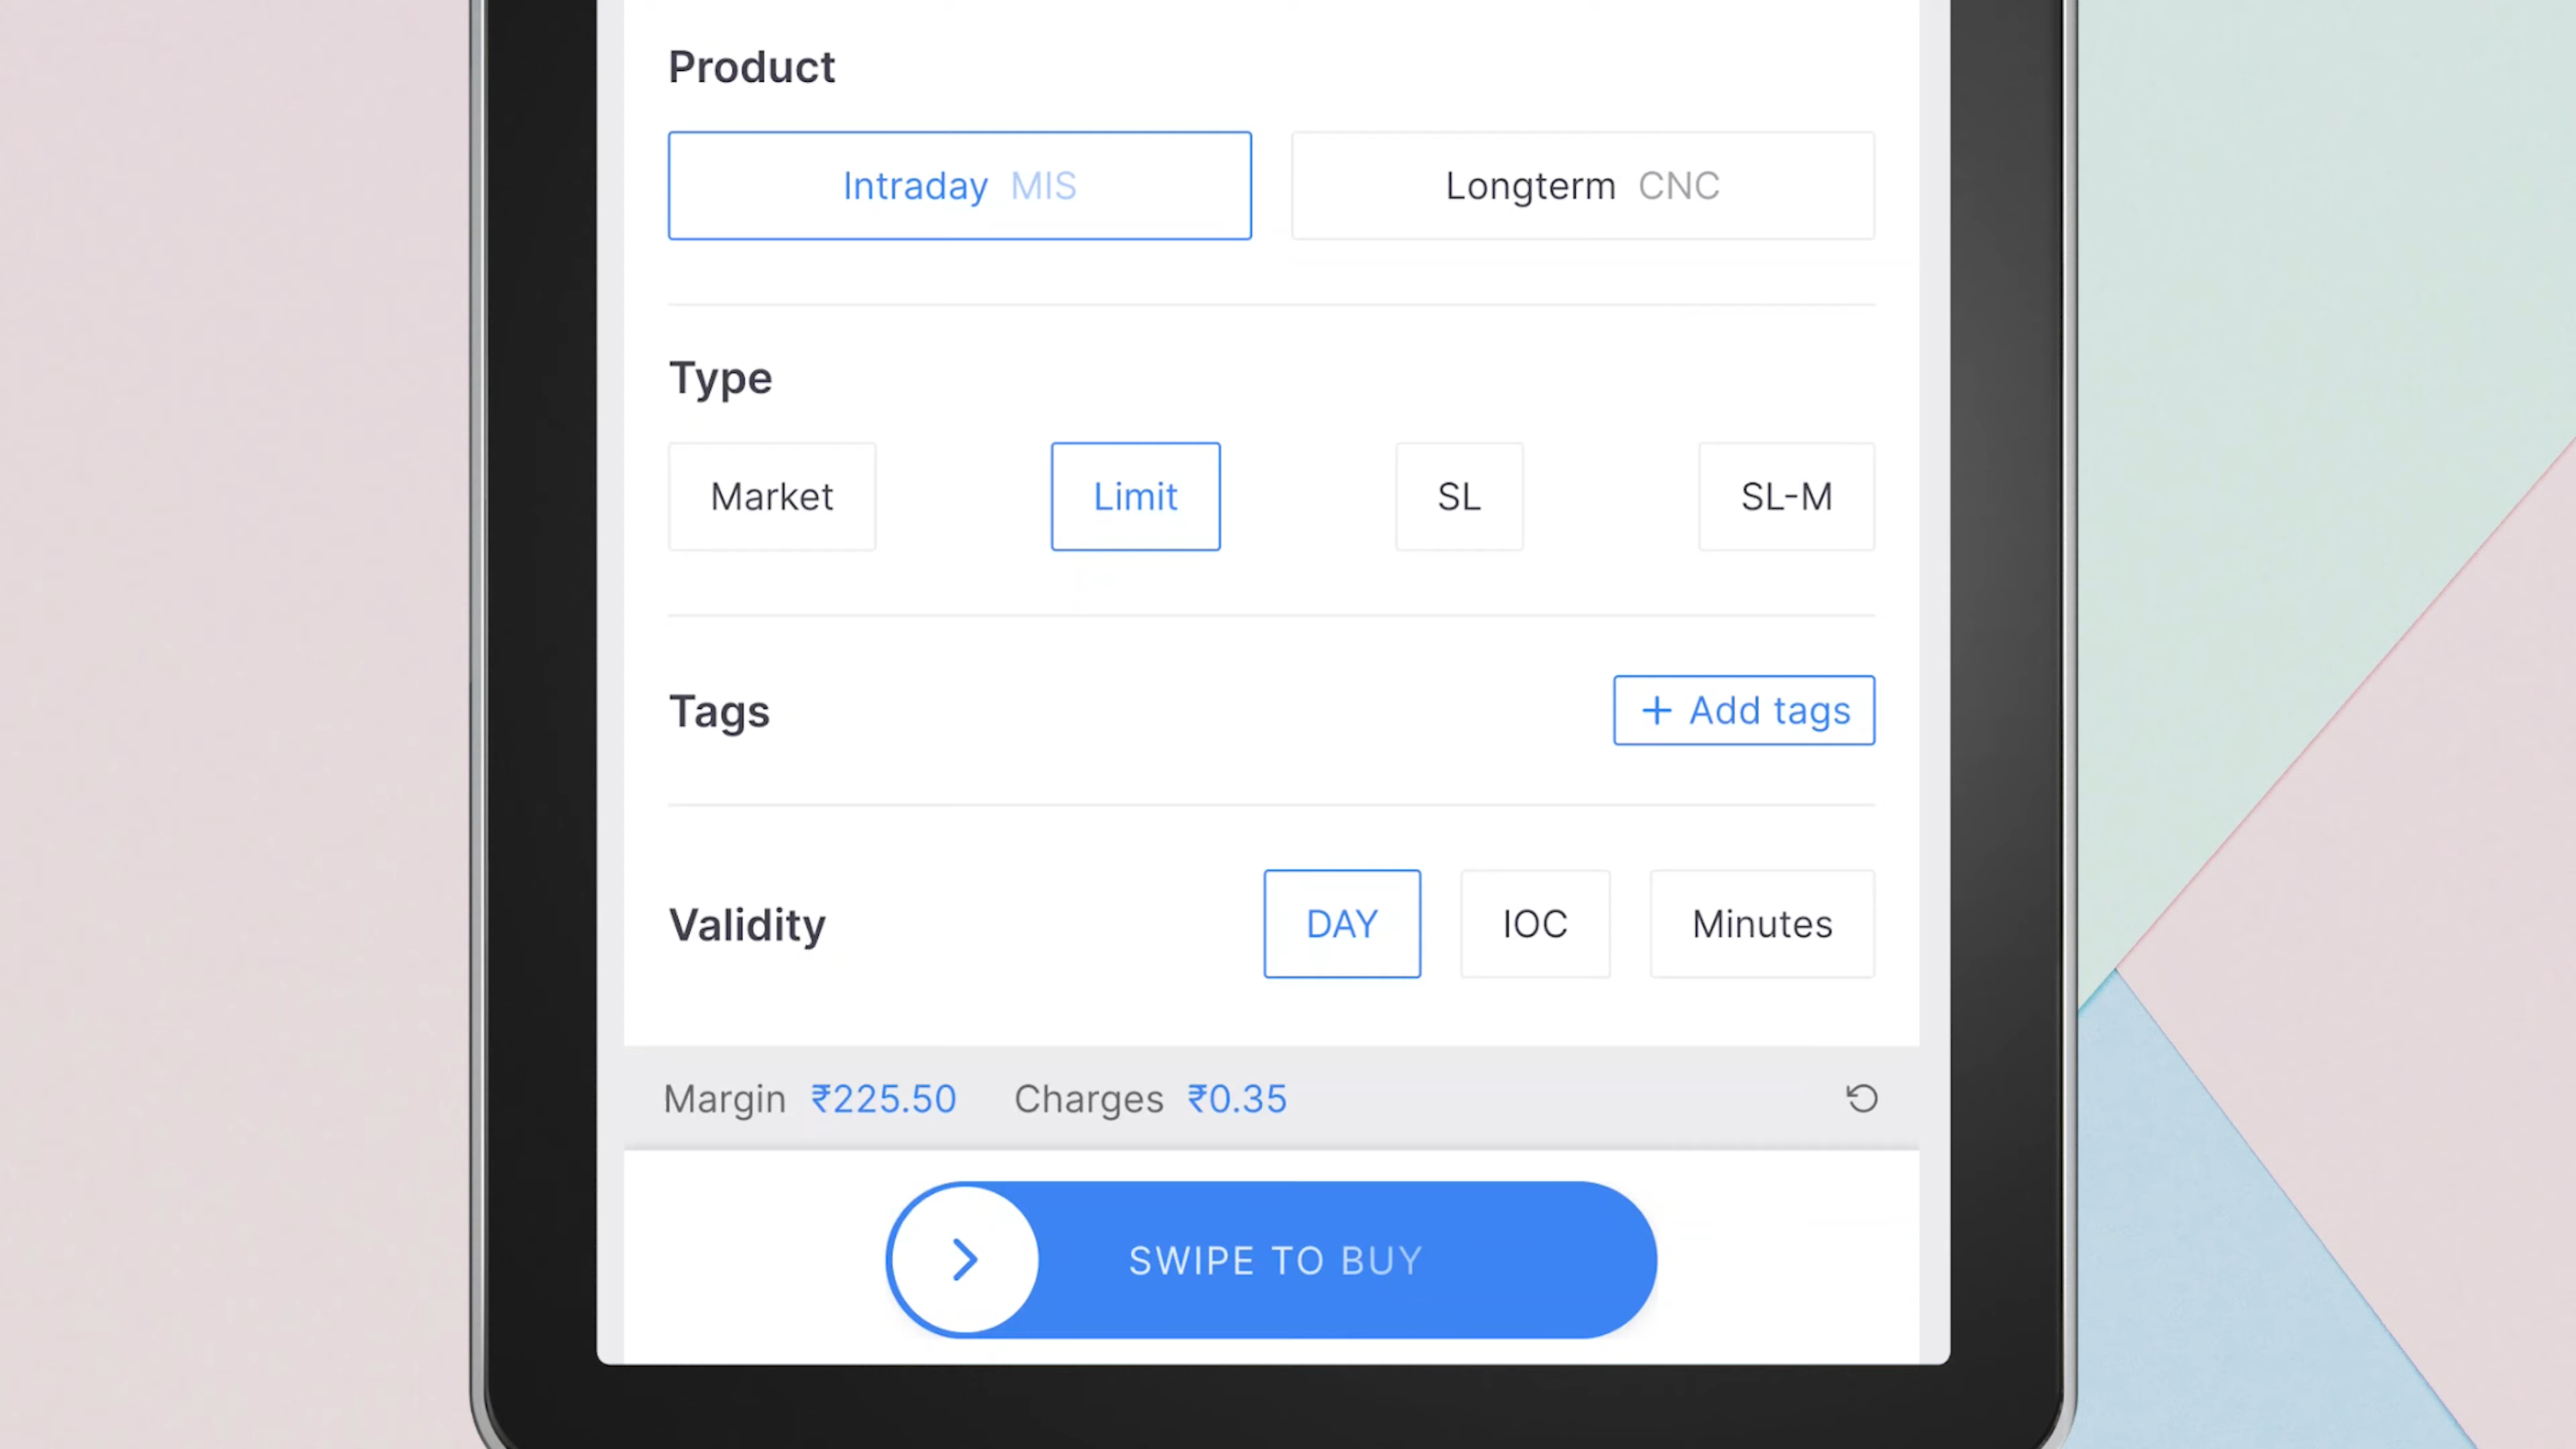 Product
Intraday MIS Longterm CNC
Type
Market Limit SL SL-M
Tags + Add tags
Validity DAY IOC Minutes
Margin ₹225.50 Charges ₹0.35
SWIPE TO BUY